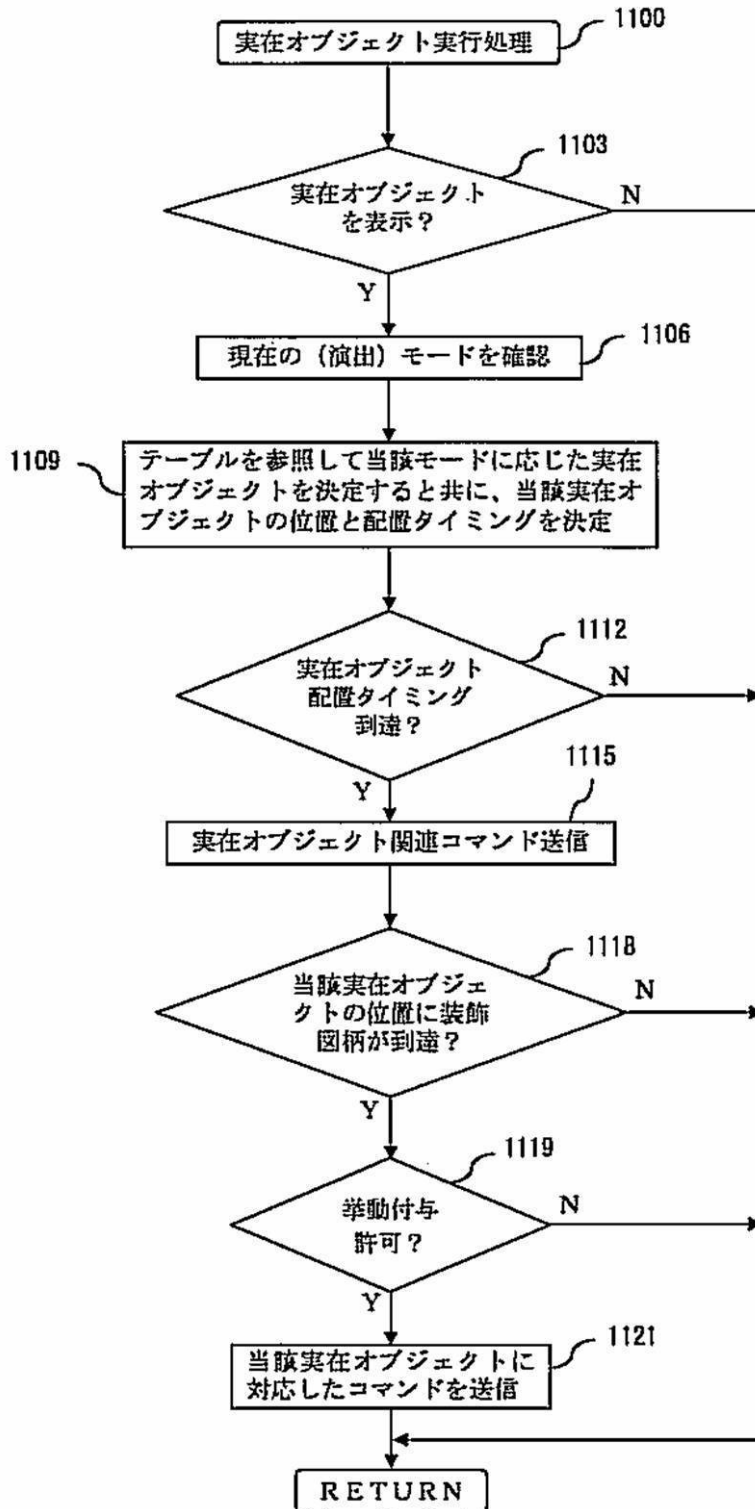 実在オブジェクト実行処理
1100
1103
実在オブジェクト
を表示？
N
Y
現在の（演出）モードを確認
1106
1109
テーブルを参照して当該モードに応じた実在
オブジェクトを決定すると共に、当該実在オ
ブジェクトの位置と配置タイミングを決定
1112
実在オブジェクト
配置タイミング
到達？
N
Y
1115
実在オブジェクト関連コマンド送信
1118
当該実在オブジェ
クトの位置に装飾
図柄が到達？
N
Y
1119
挙動付与
許可？
N
Y
1121
当該実在オブジェクトに
対応したコマンドを送信
RETURN